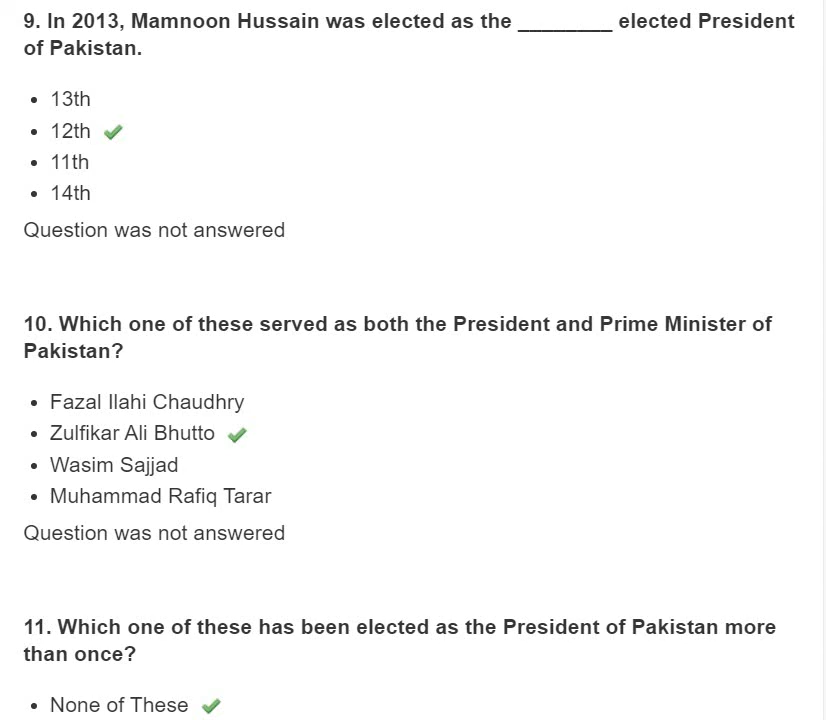 9. In 2013, Mamnoon Hussain was elected as the ________ elected President
of Pakistan.
• 13th
• 12th ✔
• 11th
• 14th
Question was not answered
10. Which one of these served as both the President and Prime Minister of
Pakistan?
• Fazal Ilahi Chaudhry
• Zulfikar Ali Bhutto ✔
• Wasim Sajjad
• Muhammad Rafiq Tarar
Question was not answered
11. Which one of these has been elected as the President of Pakistan more
than once?
• None of These ✔